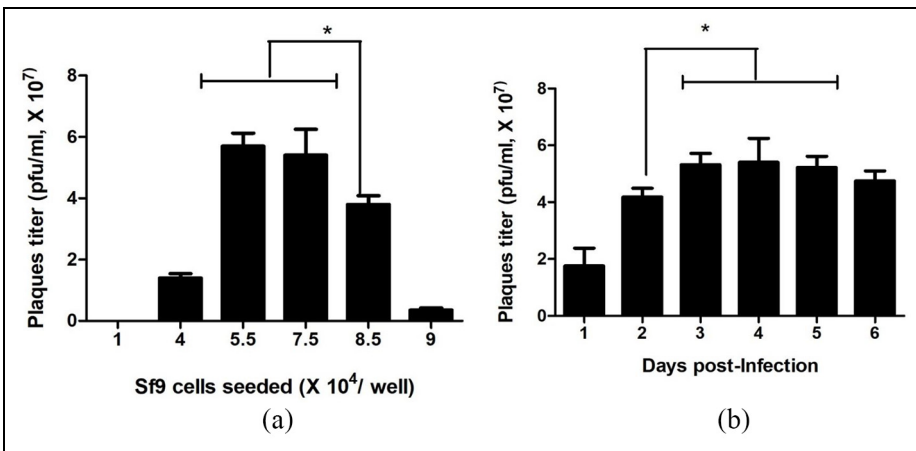 *
Plaques titer (pfu/ml, X 10⁷)
8
6
4
2
0
1 4 5.5 7.5 8.5 9
Sf9 cells seeded (X 10⁴/ well)
(a)
*
Plaques titer (pfu/ml, X 10⁷)
8
6
4
2
0
1 2 3 4 5 6
Days post-Infection
(b)